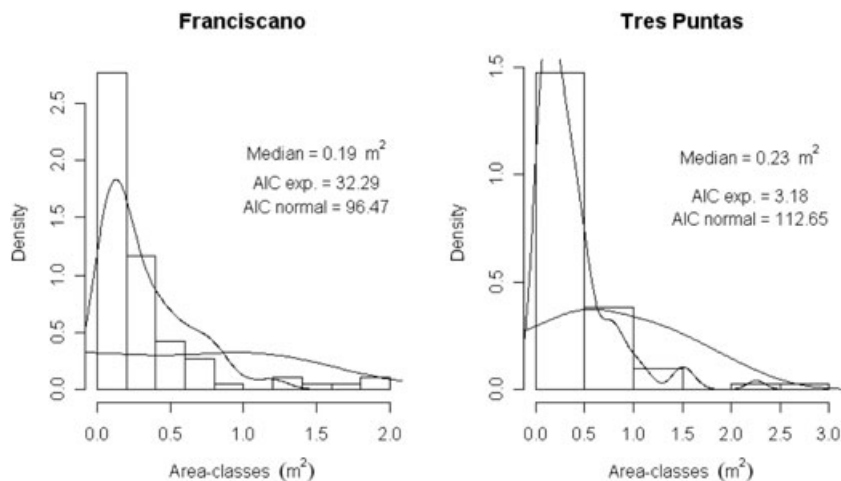 Franciscano
Median = 0.19 m²
AIC exp. = 32.29
AIC normal = 96.47
Density
0.0
0.5
1.0
1.5
2.0
2.5
0.0 0.5 1.0 1.5 2.0
Area-classes (m²)
Tres Puntas
Median = 0.23 m²
AIC exp. = 3.18
AIC normal = 112.65
Density
0.0
0.5
1.0
1.5
0.0 0.5 1.0 1.5 2.0 2.5 3.0
Area-classes (m²)